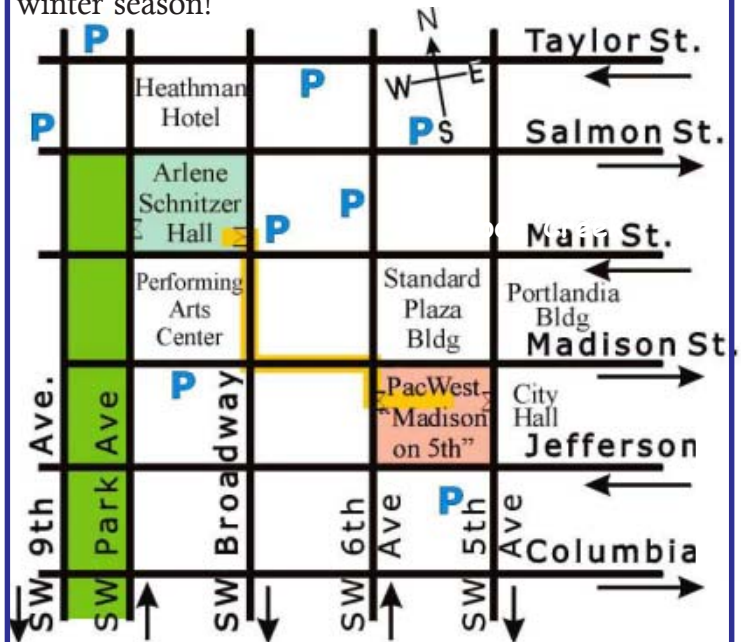 winter season!
P
Taylor St.
N
W E
S
Heathman
Hotel
P
P
P
Salmon St.
Arlene
Schnitzer
Hall
P
P
Main St.
Performing
Arts
Center
Standard
Plaza
Bldg
Portlandia
Bldg
Madison St.
P
PacWest
"Madison
on 5th”
City
Hall
Jefferson
P
Columbia
SW 9th Ave.
SW Park Ave
SW Broadway
SW 6th
Ave
SW 5th
Ave